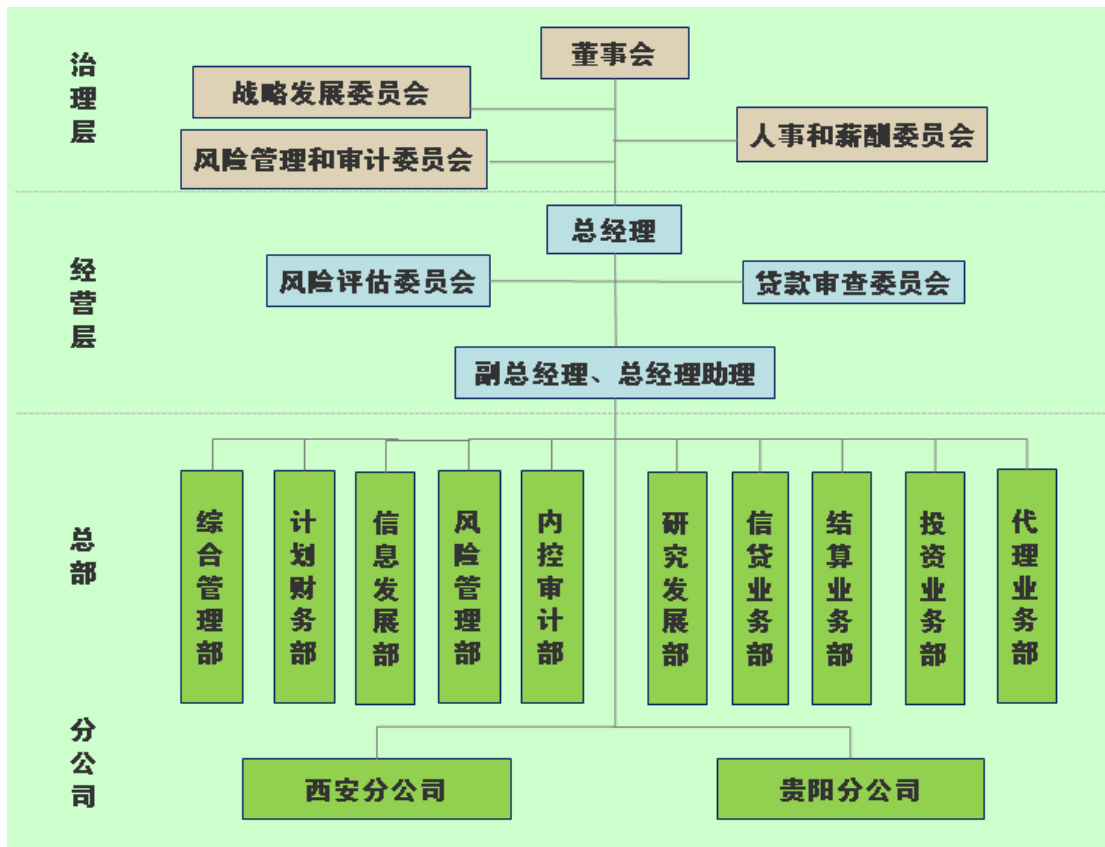 治理层
董事会
战略发展委员会
人事和薪酬委员会
风险管理和审计委员会
经营层
总经理
风险评估委员会
贷款审查委员会
副总经理、总经理助理
总部
综合管理部
计划财务部
信息发展部
风险管理部
内控审计部
研究发展部
信贷业务部
结算业务部
投资业务部
代理业务部
分公司
西安分公司
贵阳分公司